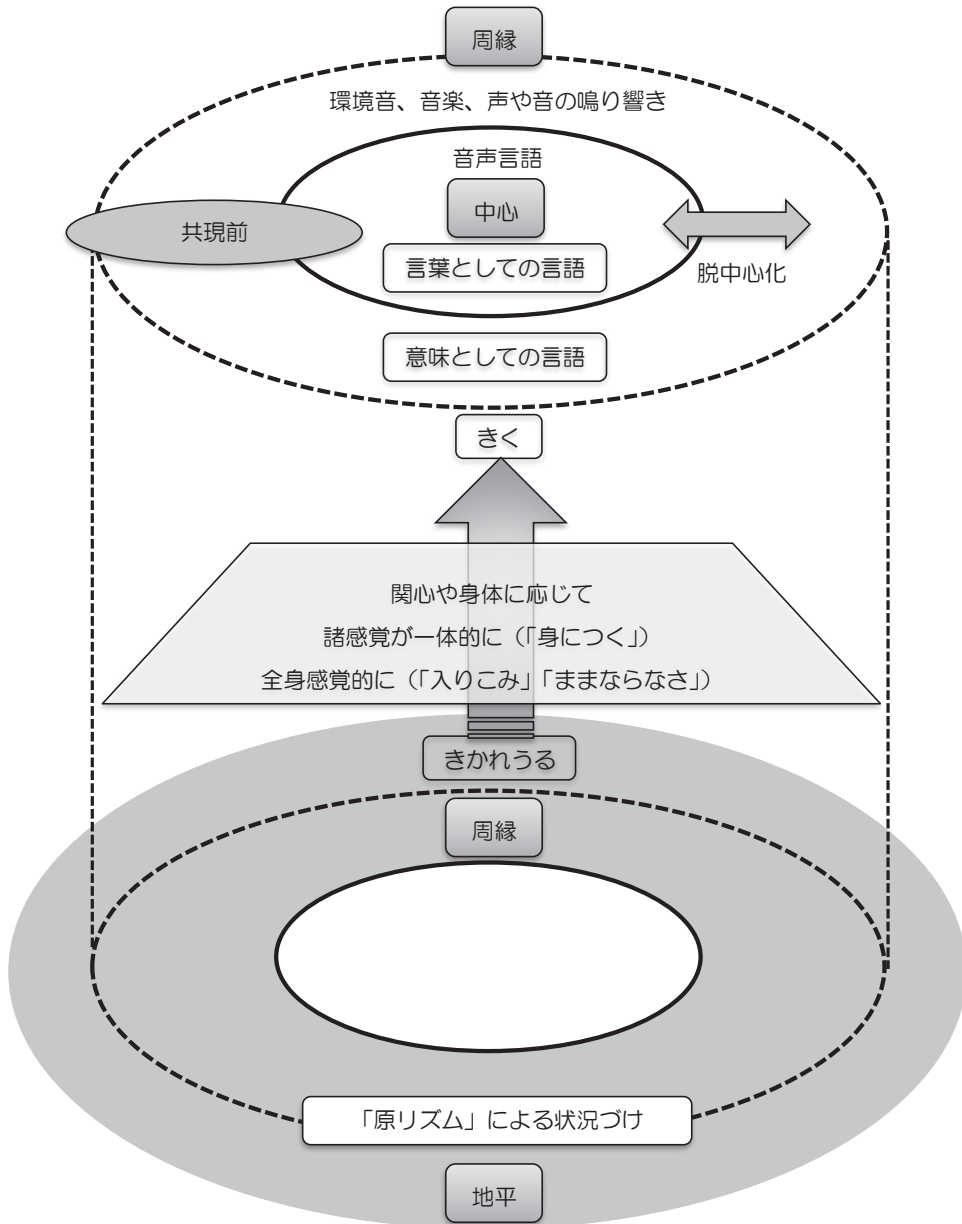 周縁
環境音、音楽、声や音の鳴り響き
音声言語
中心
共現前
言葉としての言語
脱中心化
意味としての言語
きく
関心や身体に応じて
諸感覚が一体的に（「身につく」）
全身感覚的に（「入りこみ」「ままならなさ」）
きかれうる
周縁
「原リズム」による状況づけ
地平